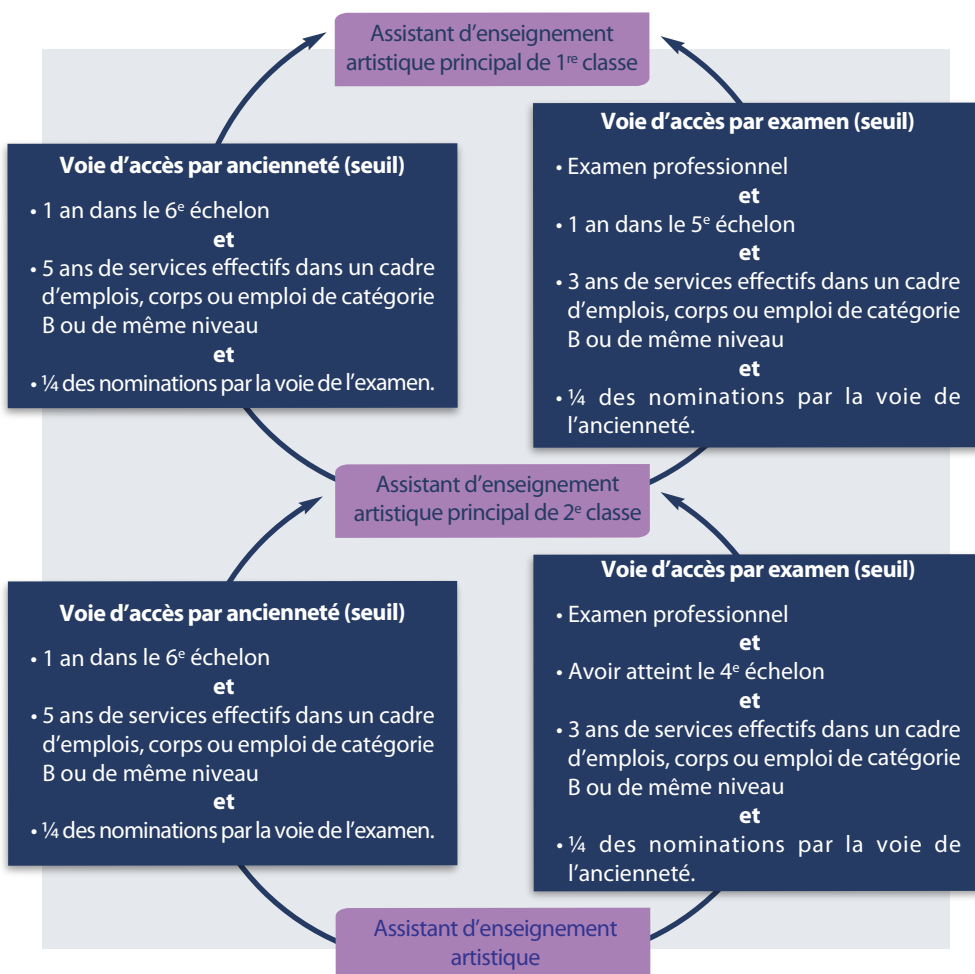 Assistant d'enseignement
artistique principal de 1re classe
Voie d'accès par ancienneté (seuil)
• 1 an dans le 6e échelon
et
• 5 ans de services effectifs dans un cadre
d'emplois, corps ou emploi de catégorie
B ou de même niveau
et
• ¼ des nominations par la voie de l'examen.
Voie d'accès par examen (seuil)
• Examen professionnel
et
• 1 an dans le 5e échelon
et
• 3 ans de services effectifs dans un cadre
d'emplois, corps ou emploi de catégorie
B ou de même niveau
et
• ¼ des nominations par la voie de
l'ancienneté.
Assistant d'enseignement
artistique principal de 2e classe
Voie d'accès par ancienneté (seuil)
• 1 an dans le 6e échelon
et
• 5 ans de services effectifs dans un cadre
d'emplois, corps ou emploi de catégorie
B ou de même niveau
et
• ¼ des nominations par la voie de l'examen.
Voie d'accès par examen (seuil)
• Examen professionnel
et
• Avoir atteint le 4e échelon
et
• 3 ans de services effectifs dans un cadre
d'emplois, corps ou emploi de catégorie
B ou de même niveau
et
• ¼ des nominations par la voie de
l'ancienneté.
Assistant d'enseignement
artistique